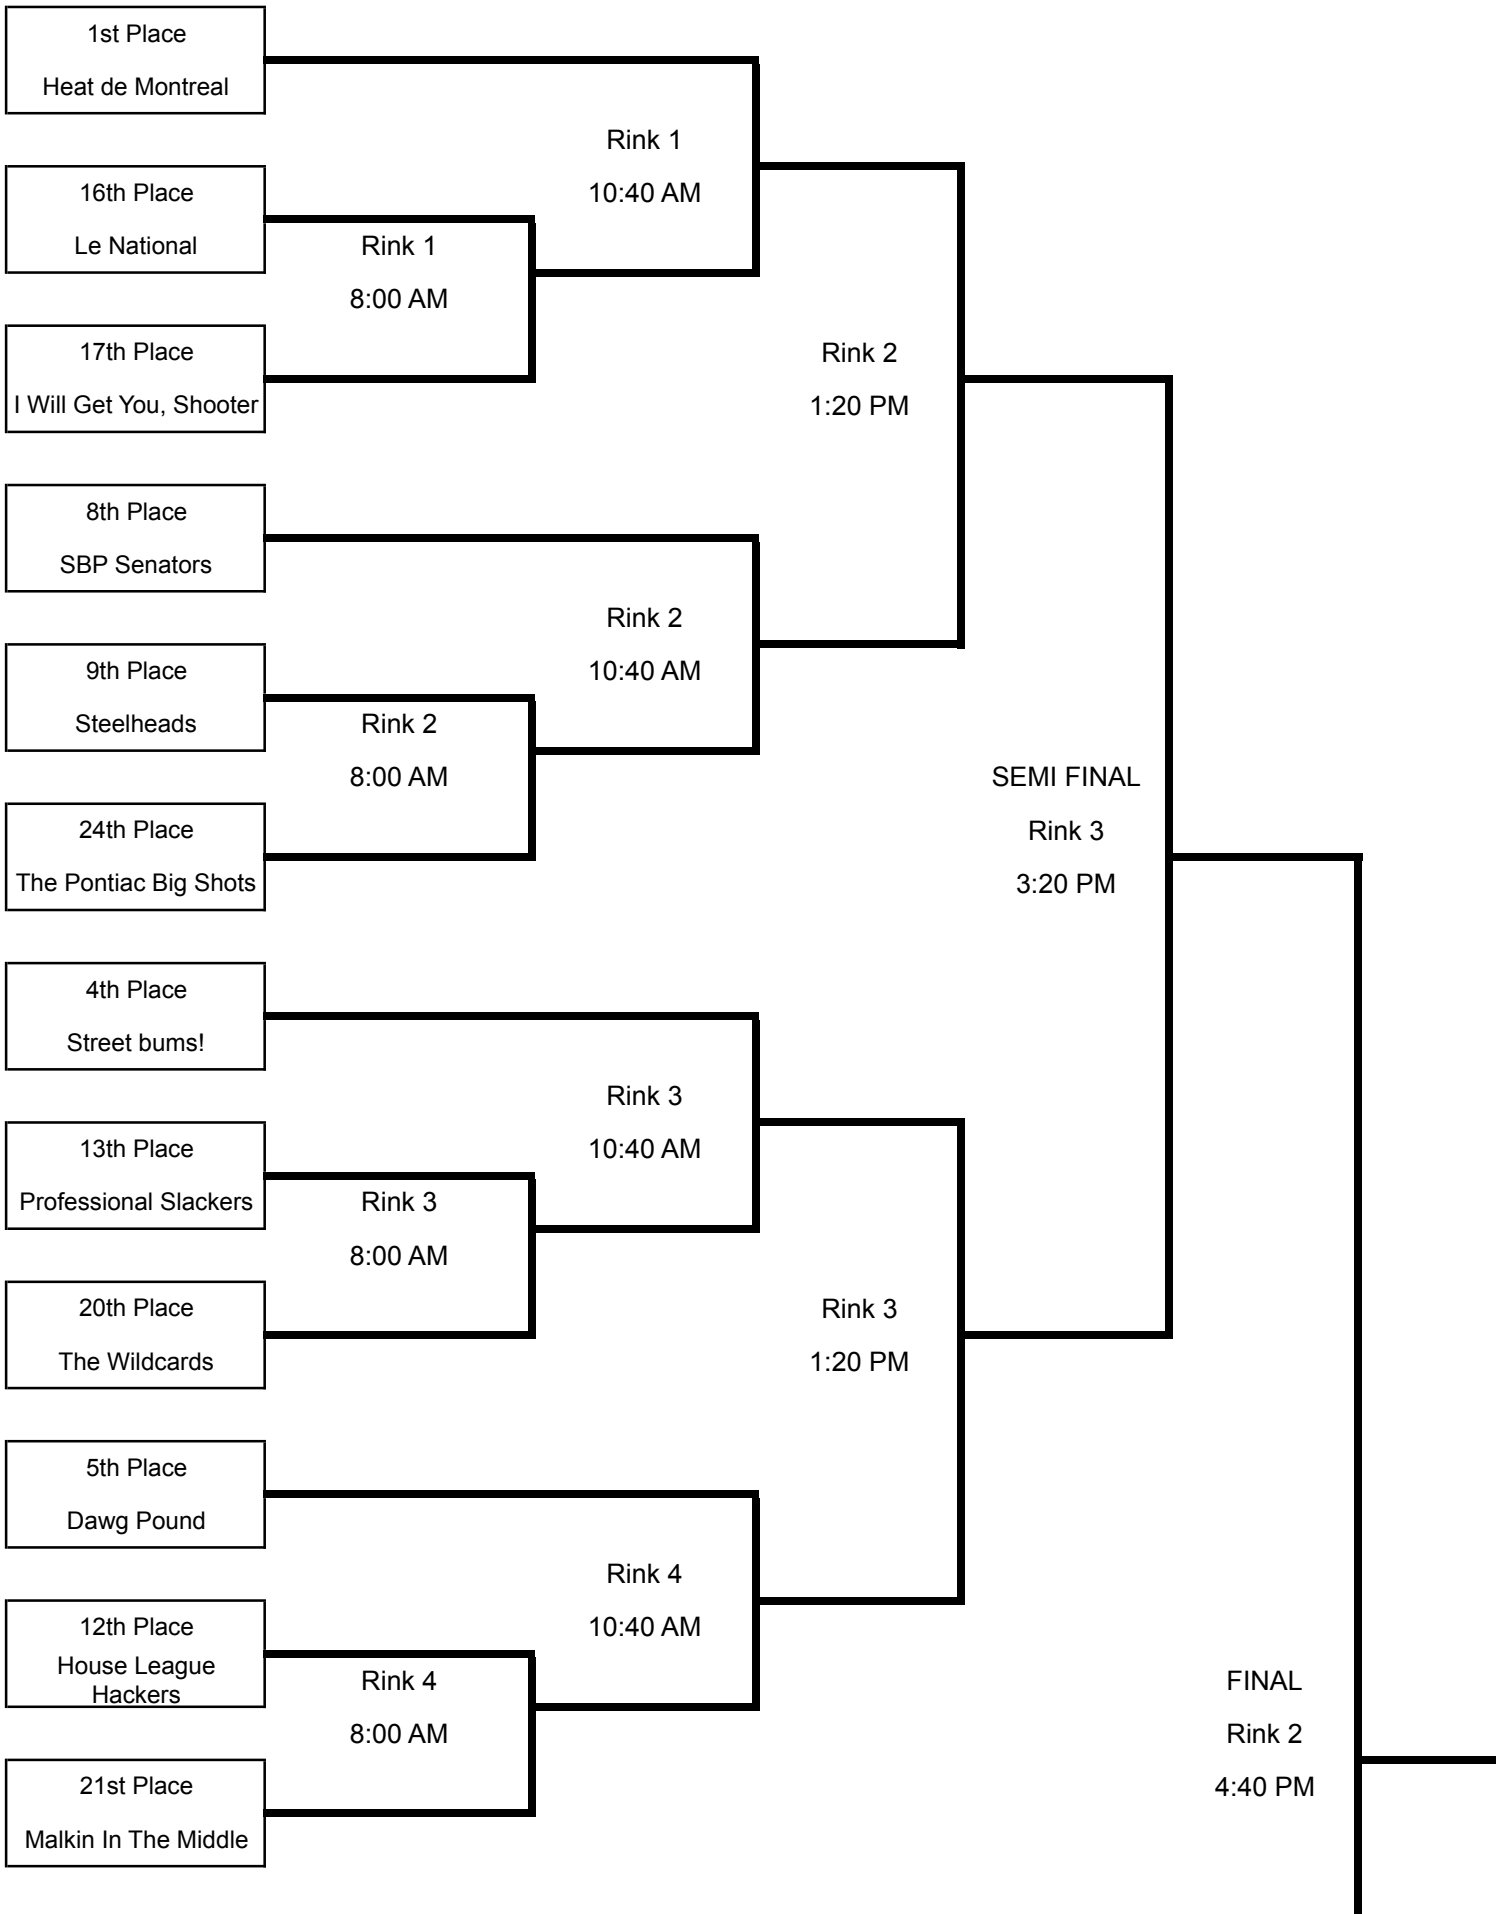 1st Place
Heat de Montreal
Rink 1
10:40 AM
16th Place
Le National
Rink 1
8:00 AM
17th Place
I Will Get You, Shooter
Rink 2
1:20 PM
8th Place
SBP Senators
Rink 2
10:40 AM
9th Place
Steelheads
Rink 2
8:00 AM
SEMI FINAL
Rink 3
3:20 PM
24th Place
The Pontiac Big Shots
4th Place
Street bums!
Rink 3
10:40 AM
13th Place
Professional Slackers
Rink 3
8:00 AM
20th Place
The Wildcards
Rink 3
1:20 PM
5th Place
Dawg Pound
Rink 4
10:40 AM
12th Place
House League
Hackers
Rink 4
8:00 AM
FINAL
Rink 2
4:40 PM
21st Place
Malkin In The Middle